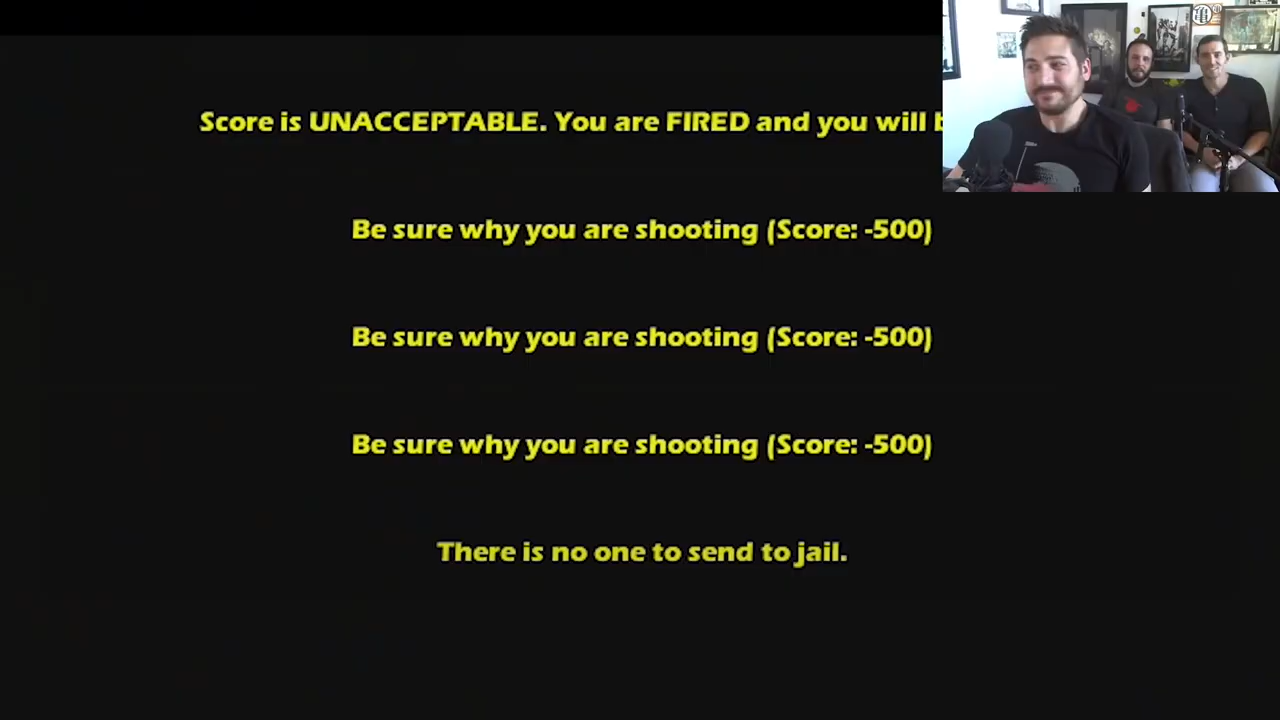 Score is UNACCEPTABLE. You are FIRED and you will
Be sure why you are shooting (Score: -500)
Be sure why you are shooting (Score: -500)
Be sure why you are shooting (Score: -500)
There is no one to send to jail.